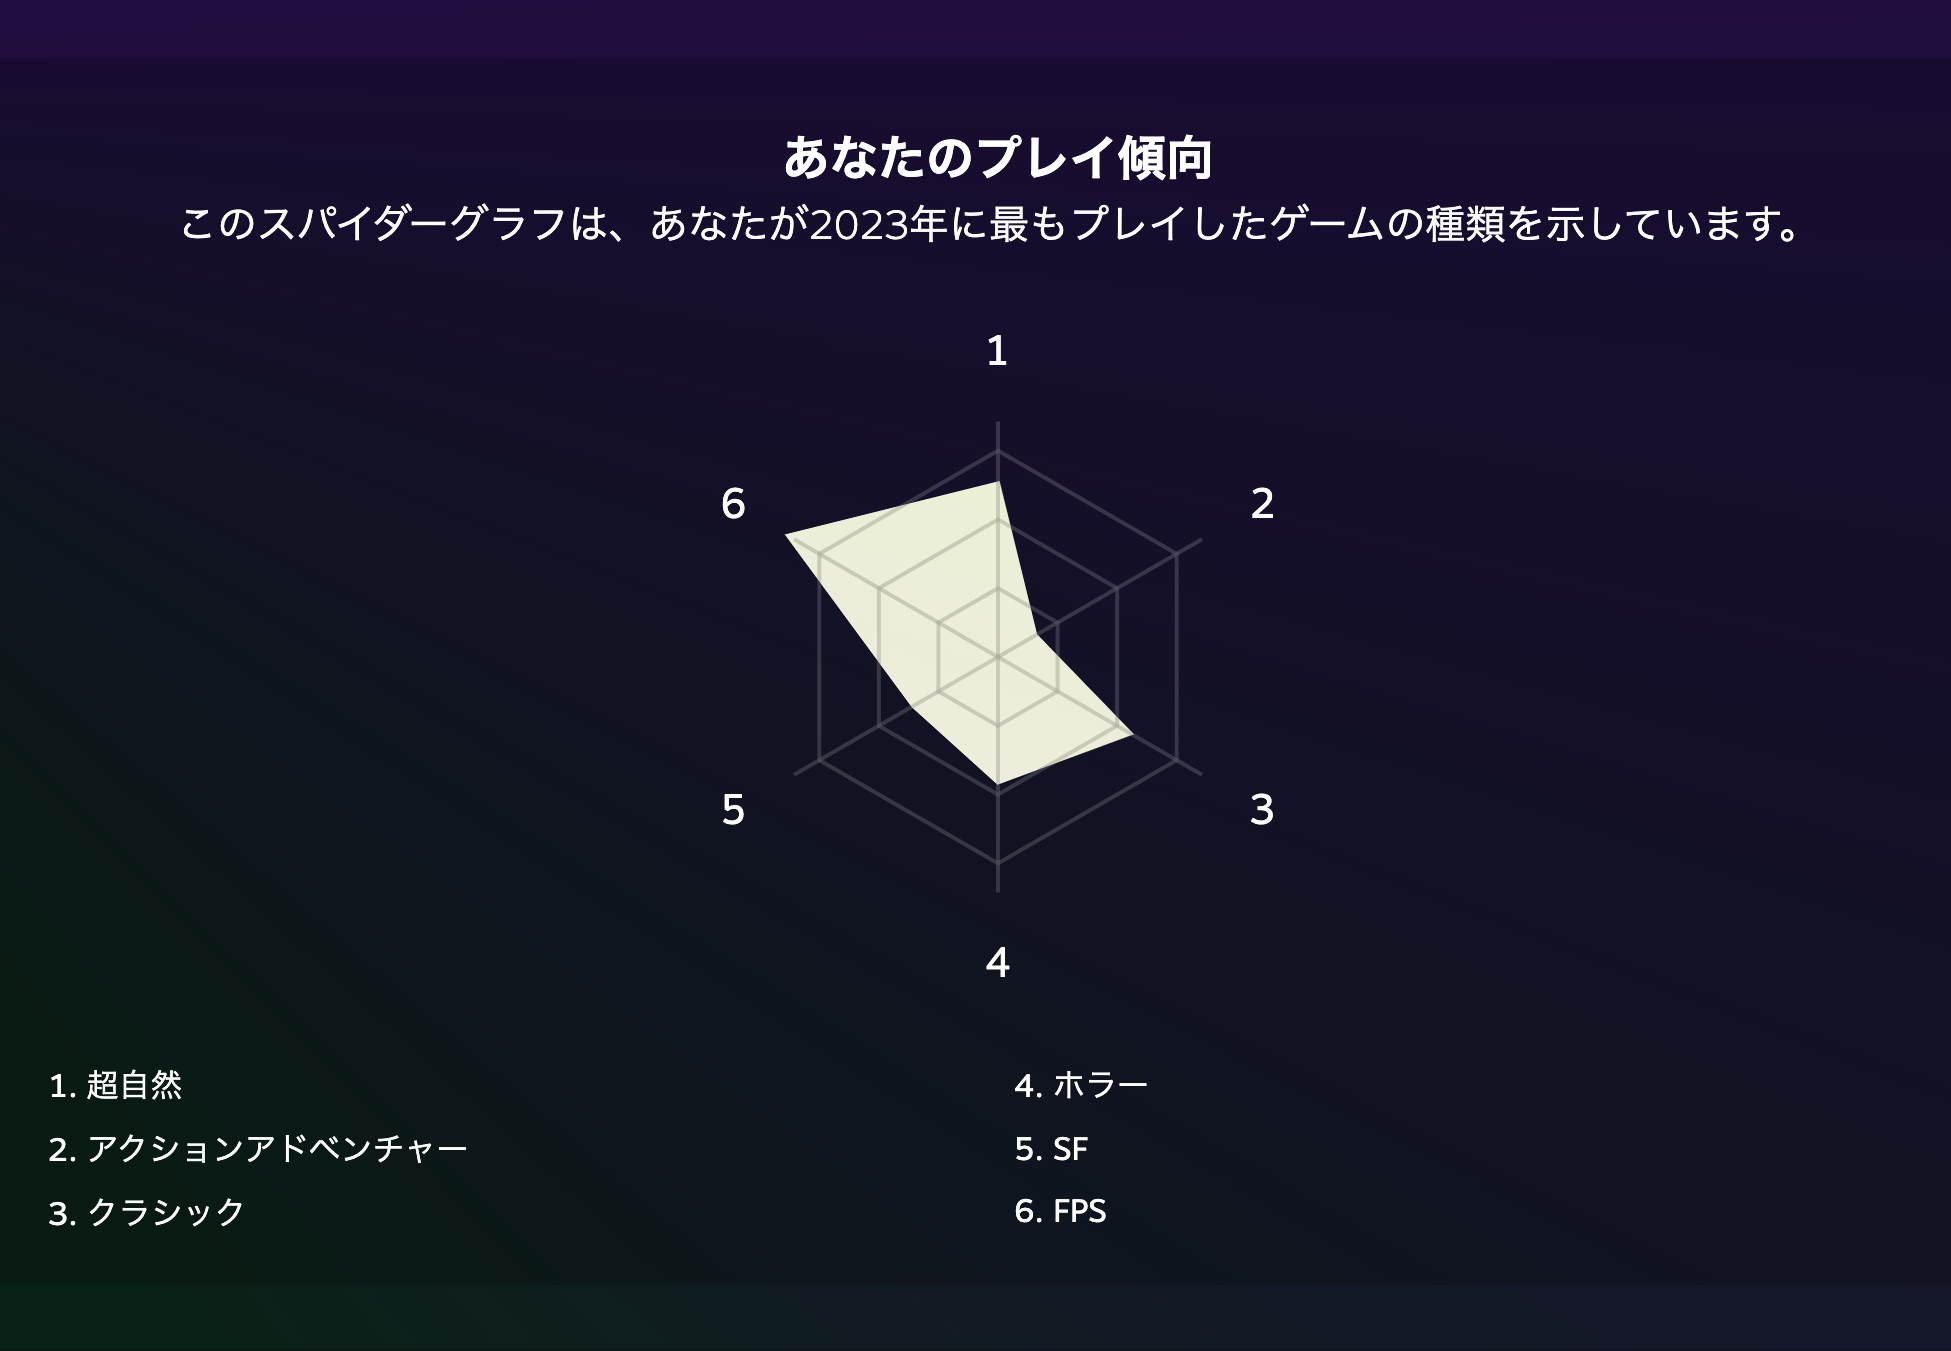 あなたのプレイ傾向
このスパイダーグラフは、あなたが2023年に最もプレイしたゲームの種類を示しています。
1
6
2
5
3
4
1. 超自然
2. アクションアドベンチャー
3. クラシック
4. ホラー
5. SF
6. FPS